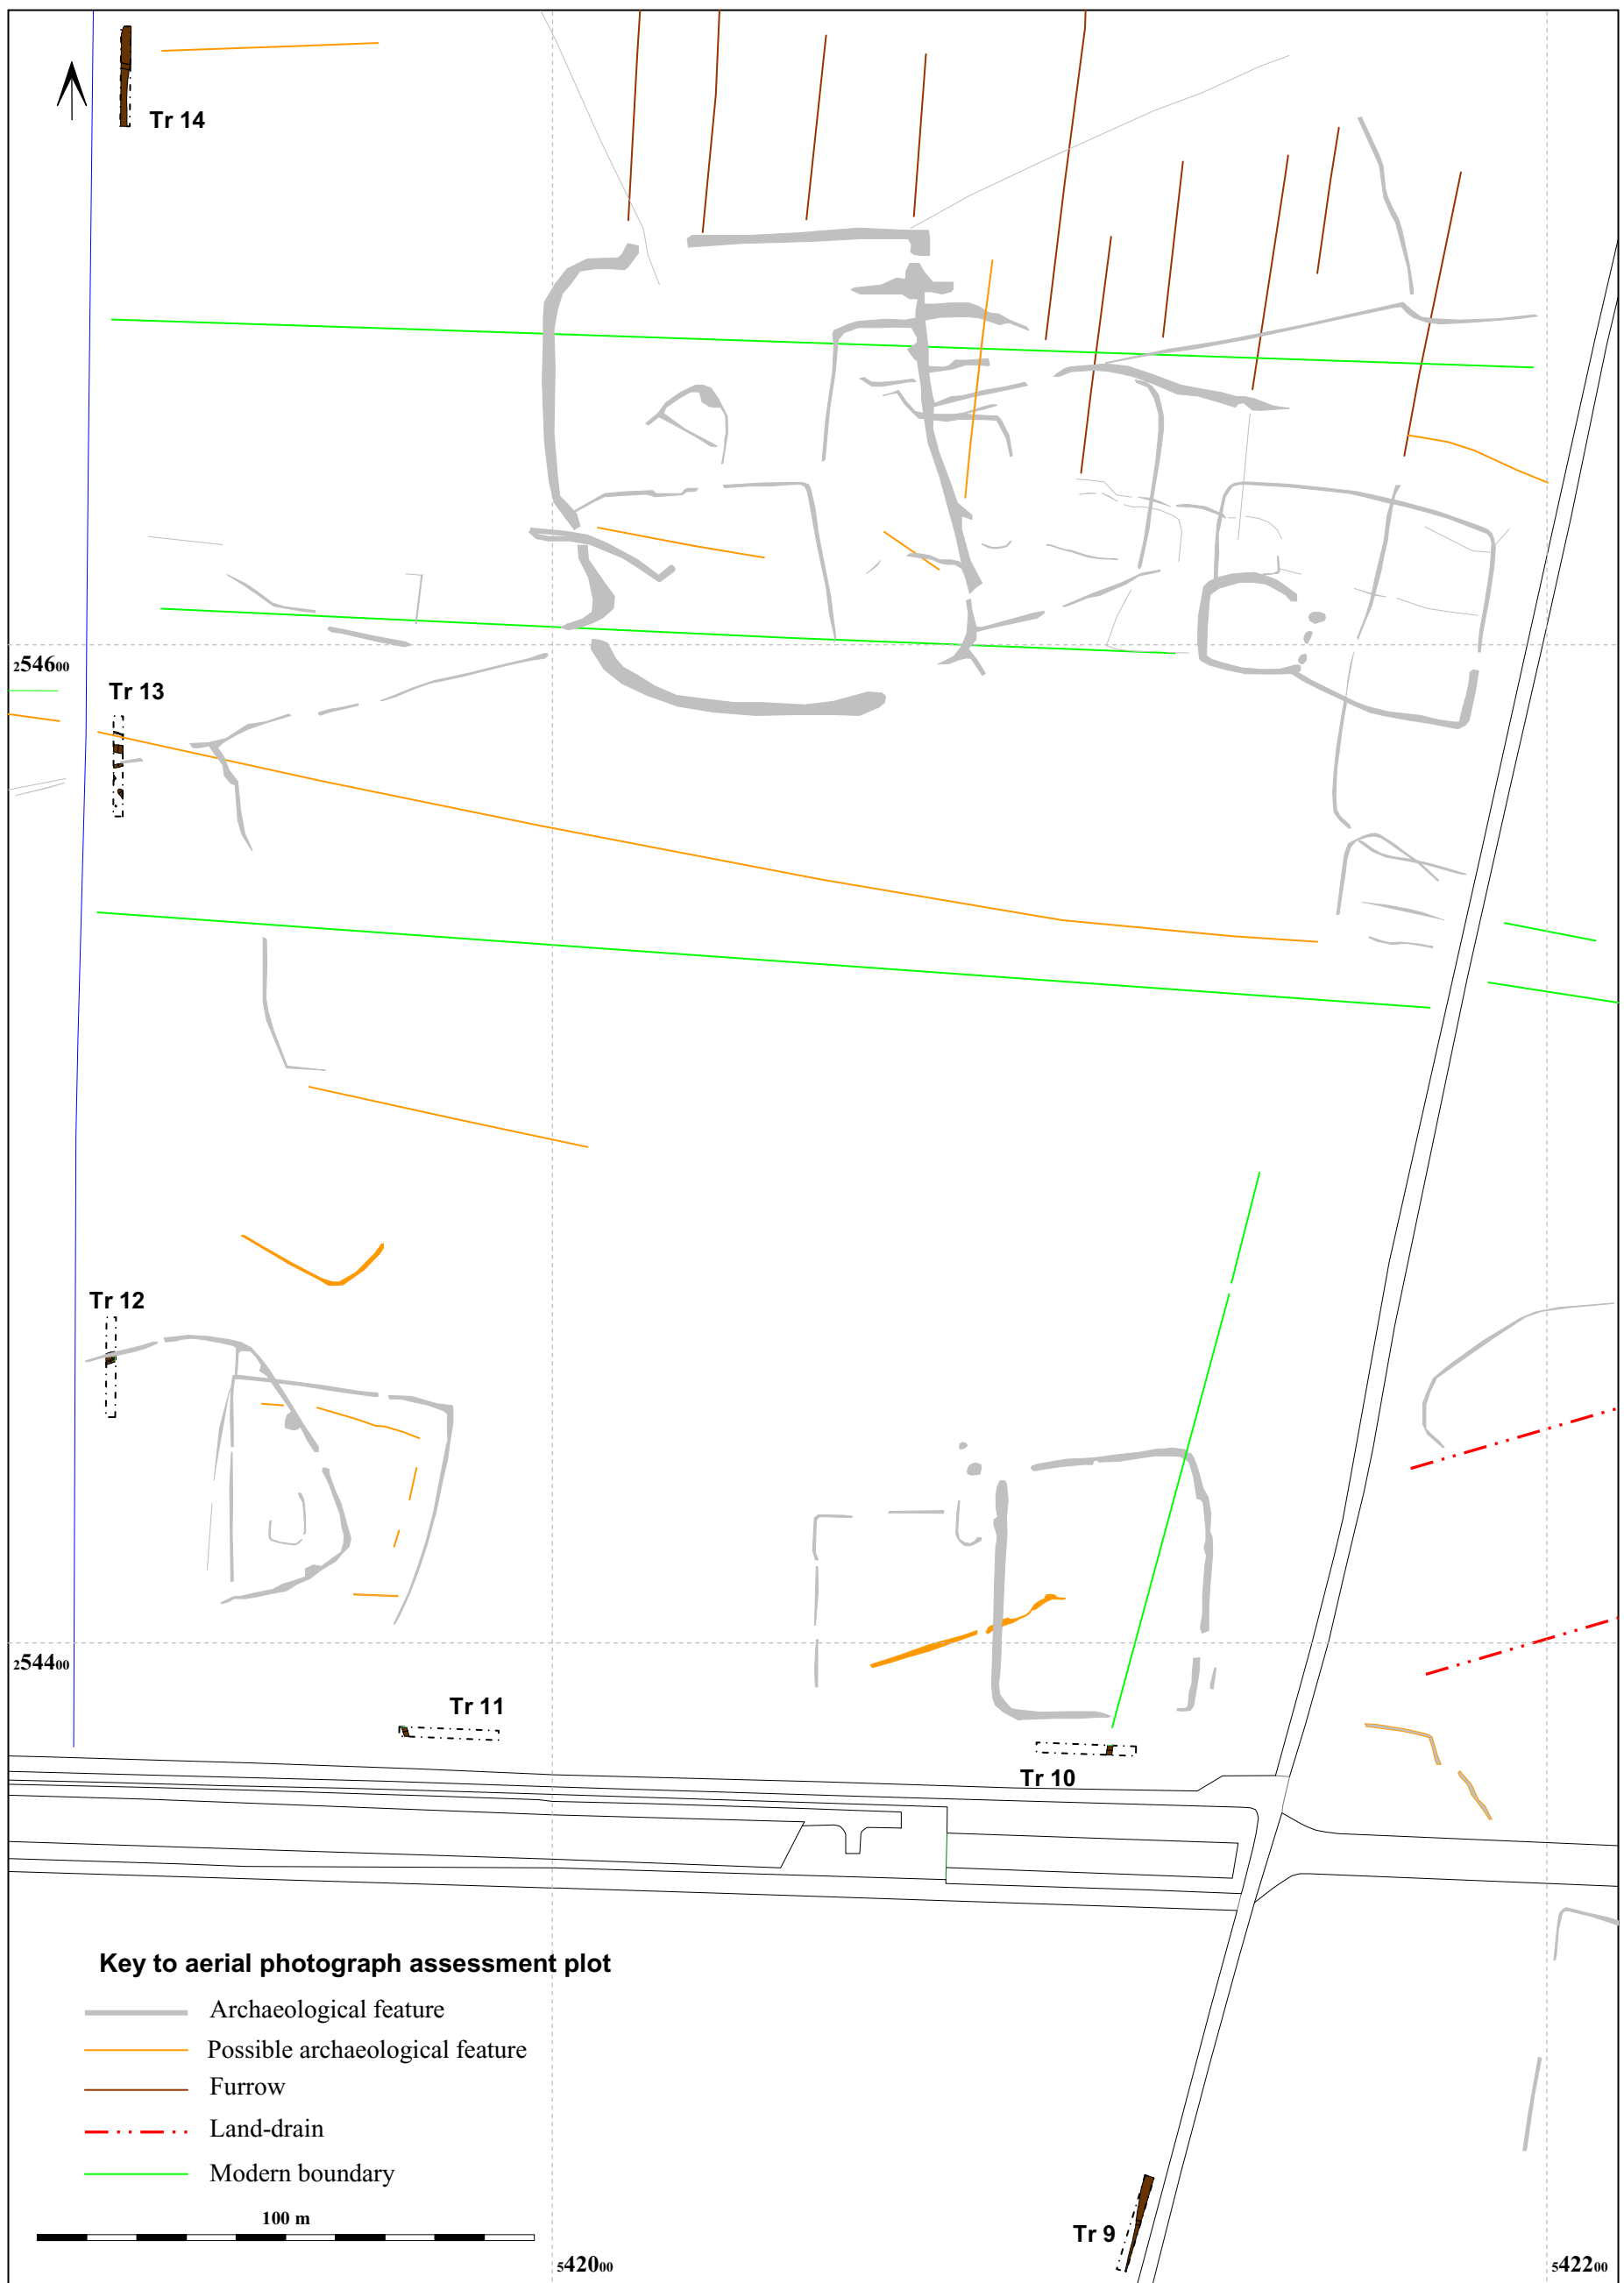 Tr 14
254600
Tr 13
Tr 12
254400
Tr 11
Tr 10
Key to aerial photograph assessment plot
Archaeological feature
Possible archaeological feature
Furrow
Land-drain
Modern boundary
100 m
Tr 9
542000
542200